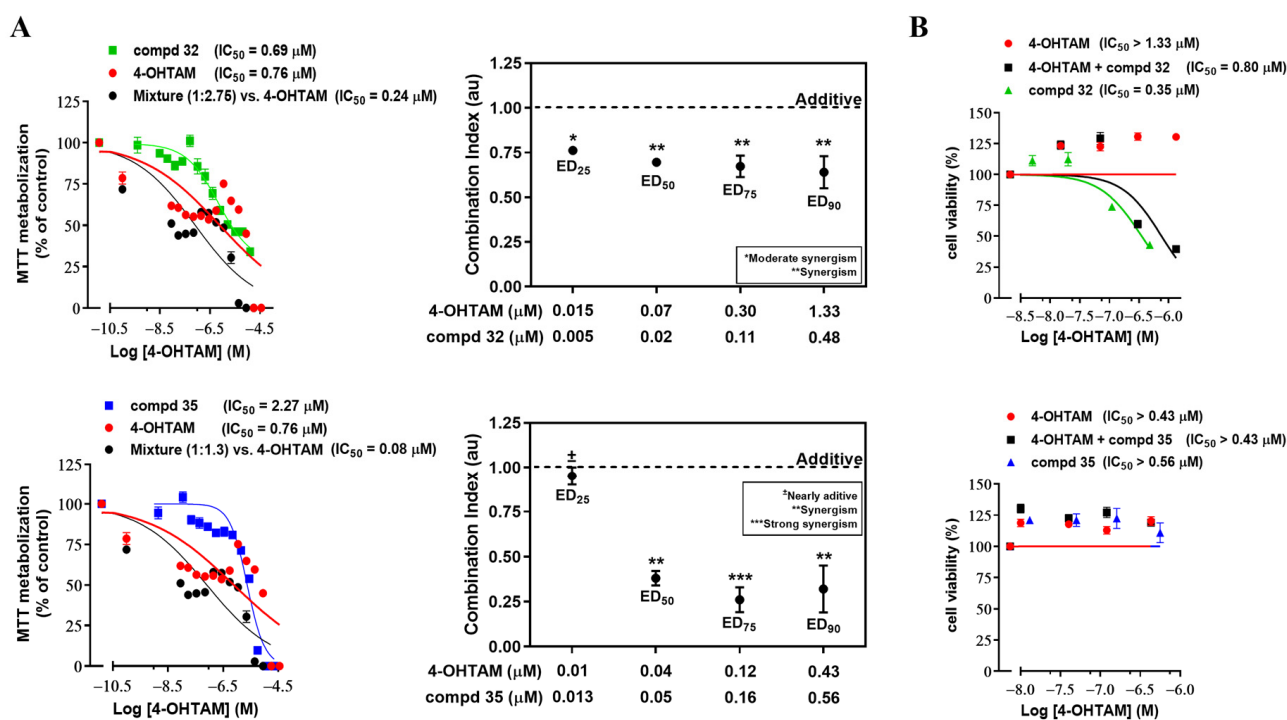 A
compd 32 (IC50 = 0.69 μM)
4-OHTAM (IC50 = 0.76 μM)
Mixture (1:2.75) vs. 4-OHTAM (IC50 = 0.24 μM)
MTT metabolization
(% of control)
125
100
75
50
25
0
−10.5 −8.5 −6.5 −4.5
Log [4-OHTAM] (M)
Combination Index (au)
1.25
1.00
0.75
0.50
0.25
0.00
Additive
* ** ** **
ED25 ED50 ED75 ED90
*Moderate synergism
**Synergism
4-OHTAM (μM) 0.015 0.07 0.30 1.33
compd 32 (μM) 0.005 0.02 0.11 0.48
B
4-OHTAM (IC50 > 1.33 μM)
4-OHTAM + compd 32 (IC50 = 0.80 μM)
compd 32 (IC50 = 0.35 μM)
cell viability (%)
150
125
100
75
50
25
0
−8.5 −8.0 −7.5 −7.0 −6.5 −6.0
Log [4-OHTAM] (M)
compd 35 (IC50 = 2.27 μM)
4-OHTAM (IC50 = 0.76 μM)
Mixture (1:1.3) vs. 4-OHTAM (IC50 = 0.08 μM)
MTT metabolization
(% of control)
125
100
75
50
25
0
−10.5 −8.5 −6.5 −4.5
Log [4-OHTAM] (M)
Combination Index (au)
1.25
1.00
0.75
0.50
0.25
0.00
Additive
± ** *** **
ED25 ED50 ED75 ED90
±Nearly aditive
**Synergism
***Strong synergism
4-OHTAM (μM) 0.01 0.04 0.12 0.43
compd 35 (μM) 0.013 0.05 0.16 0.56
4-OHTAM (IC50 > 0.43 μM)
4-OHTAM + compd 35 (IC50 > 0.43 μM)
compd 35 (IC50 > 0.56 μM)
cell viability (%)
150
125
100
75
50
25
0
−8.0 −7.5 −7.0 −6.5 −6.0
Log [4-OHTAM] (M)